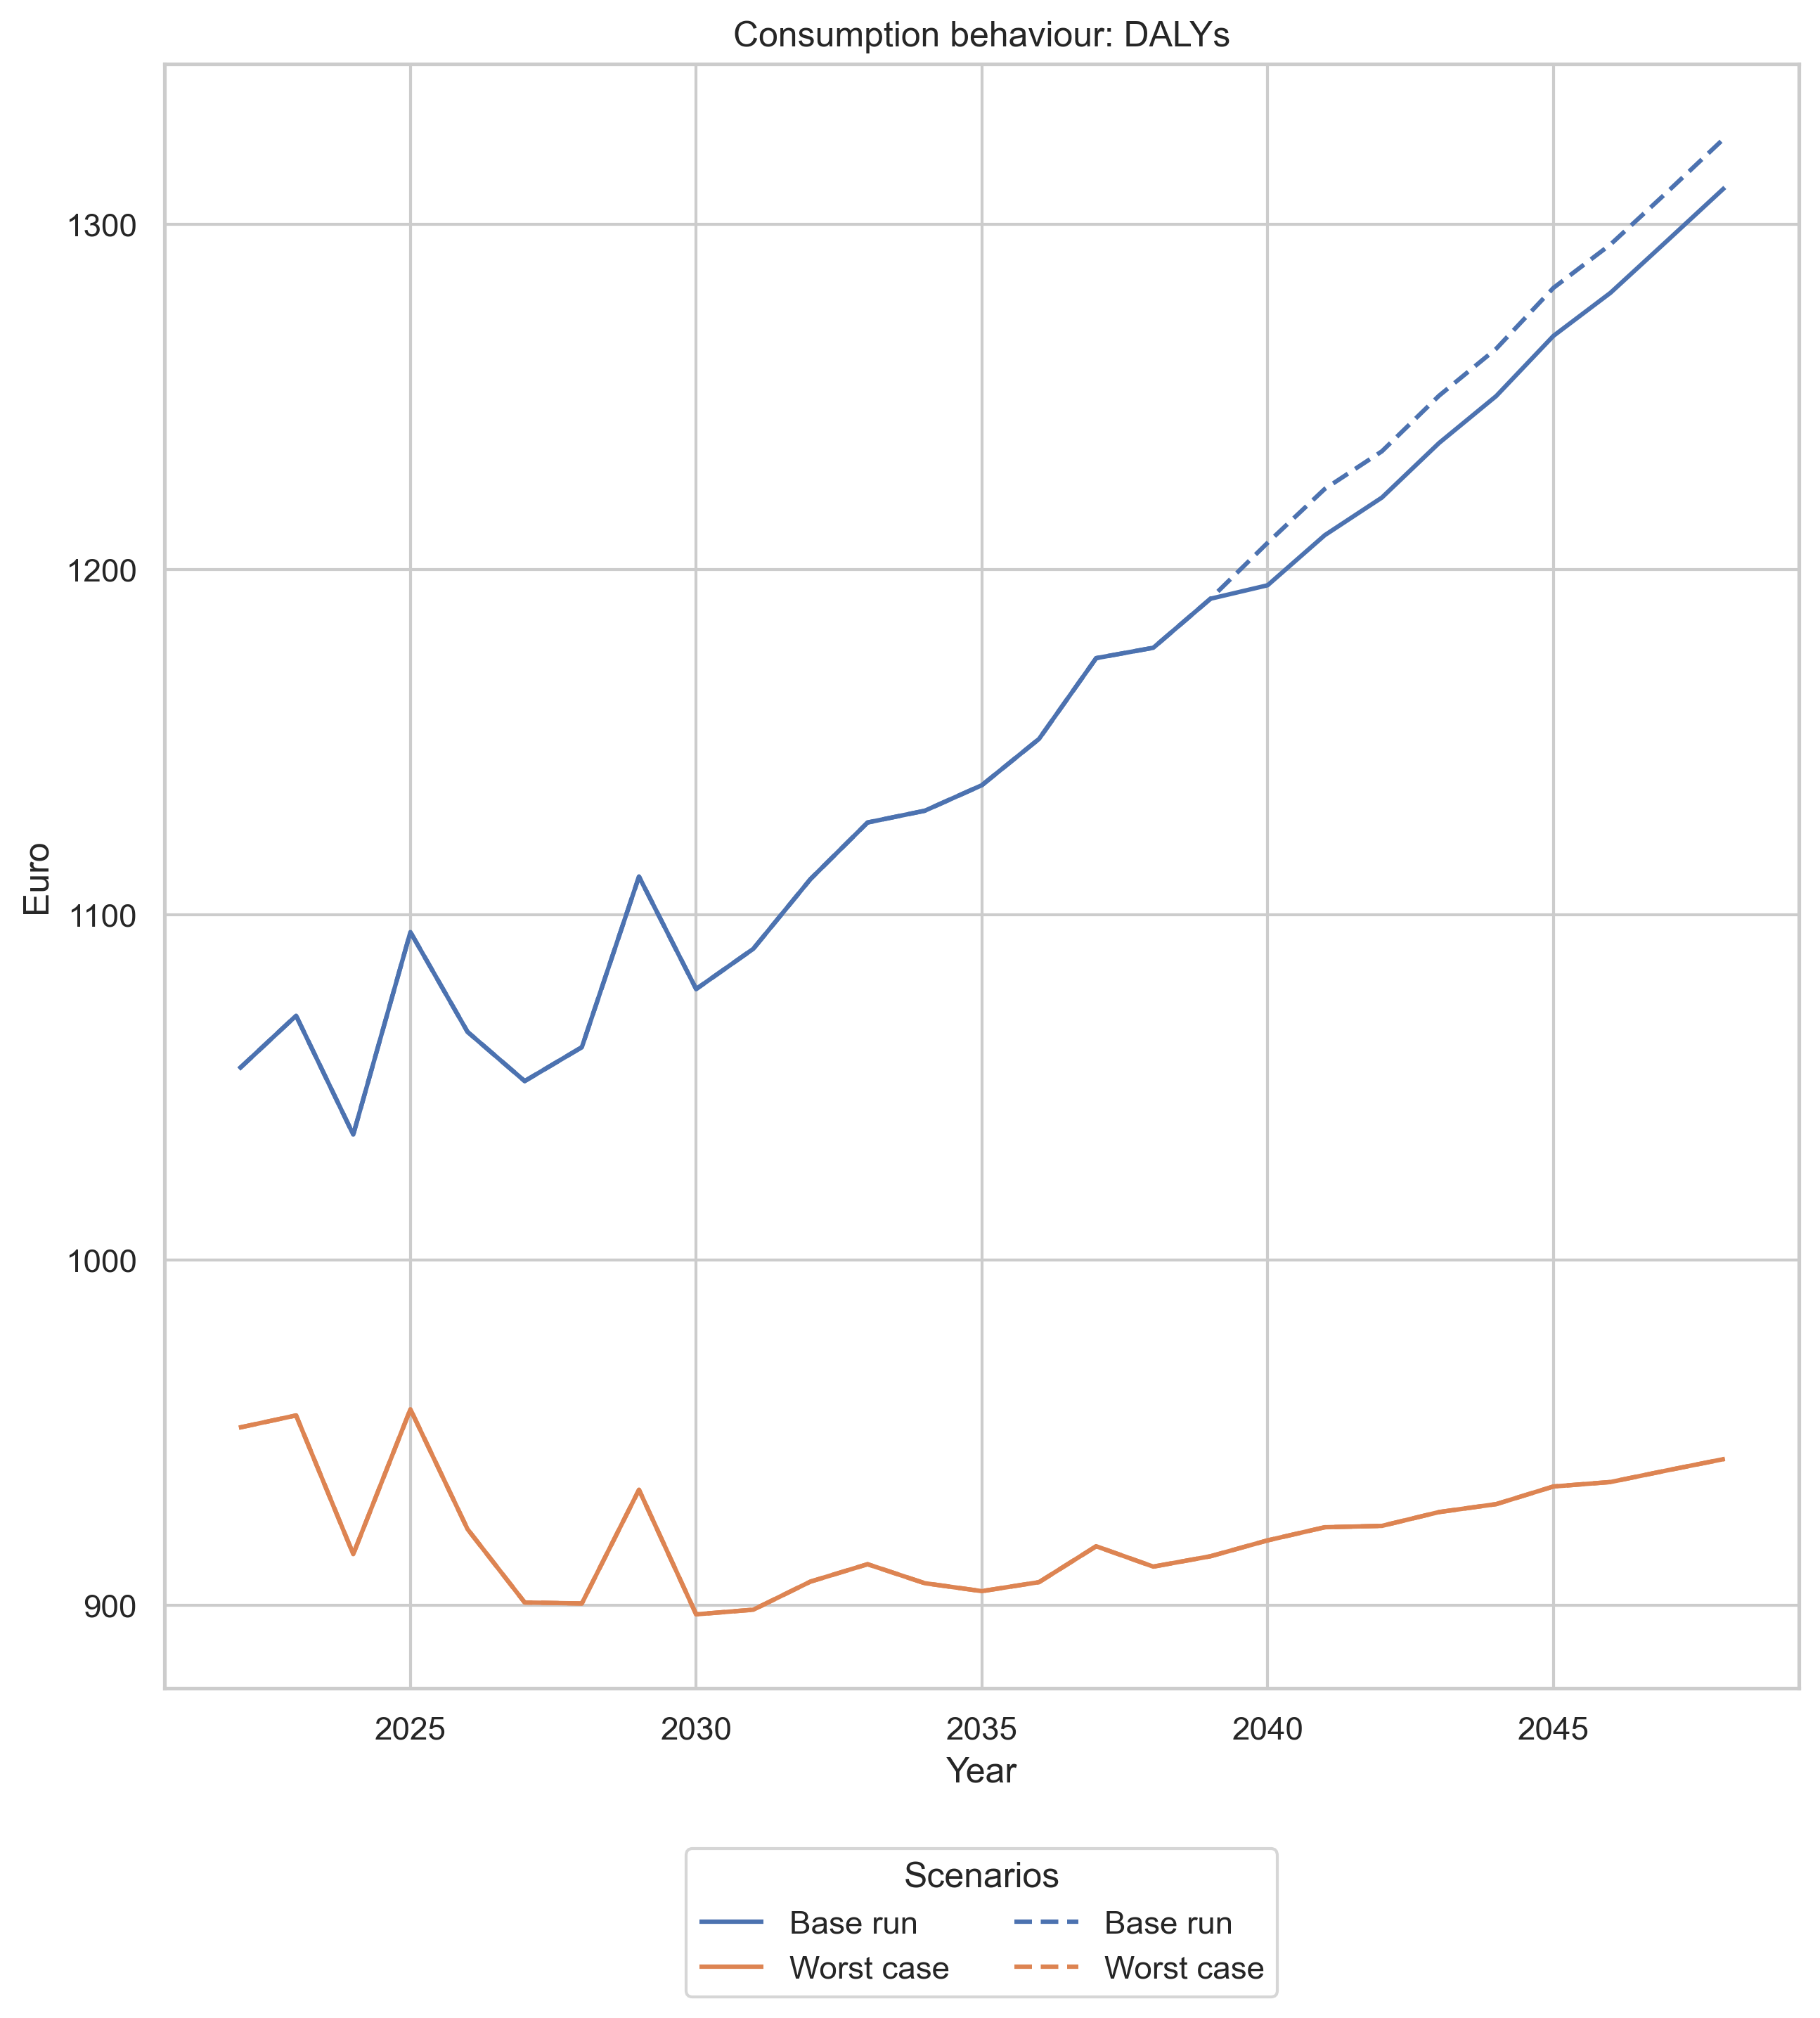 Consumption behaviour: DALYs
Euro
1300
1200
1100
1000
900
2025 2030 2035 2040 2045
Year
Scenarios
Base run Base run
Worst case Worst case